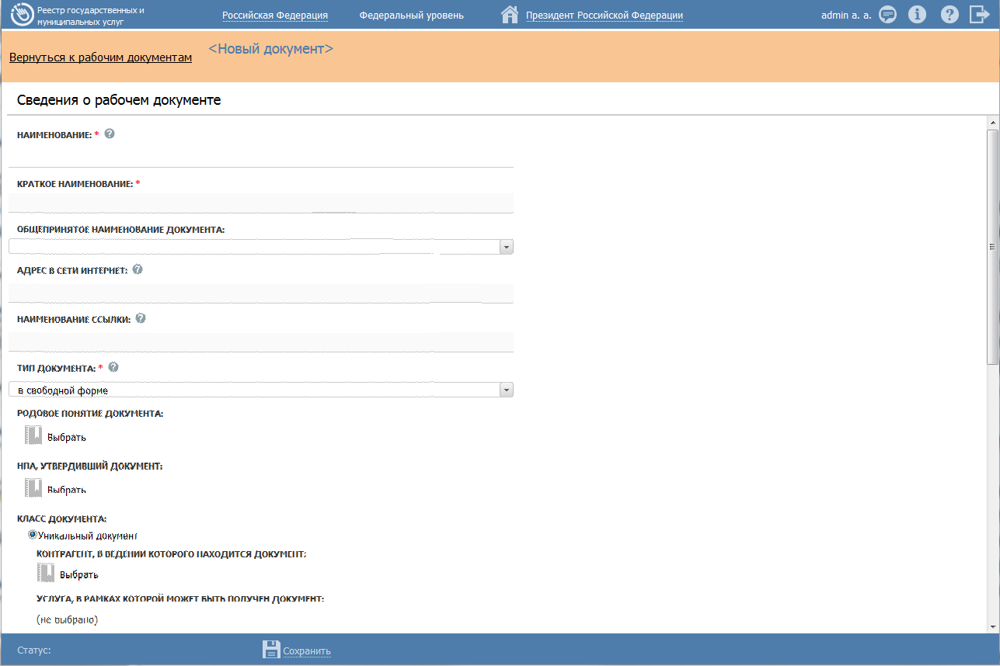 Реестр государственных и
муниципальных услуг
Российская Федерация
Федеральный уровень
Президент Российской Федерации
admin a. a.
Вернуться к рабочим документам
<Новый документ>
Сведения о рабочем документе
НАИМЕНОВАНИЕ: *
КРАТКОЕ НАИМЕНОВАНИЕ: *
ОБЩЕПРИНЯТОЕ НАИМЕНОВАНИЕ ДОКУМЕНТА:
АДРЕС В СЕТИ ИНТЕРНЕТ:
НАИМЕНОВАНИЕ ССЫЛКИ:
ТИП ДОКУМЕНТА: *
в свободной форме
РОДОВОЕ ПОНЯТИЕ ДОКУМЕНТА:
Выбрать
НПА, УТВЕРДИВШИЙ ДОКУМЕНТ:
Выбрать
КЛАСС ДОКУМЕНТА:
Уникальный документ
КОНТРАГЕНТ, В ВЕДЕНИИ КОТОРОГО НАХОДИТСЯ ДОКУМЕНТ:
Выбрать
УСЛУГА, В РАМКАХ КОТОРОЙ МОЖЕТ БЫТЬ ПОЛУЧЕН ДОКУМЕНТ:
(не выбрано)
Статус:
Сохранить